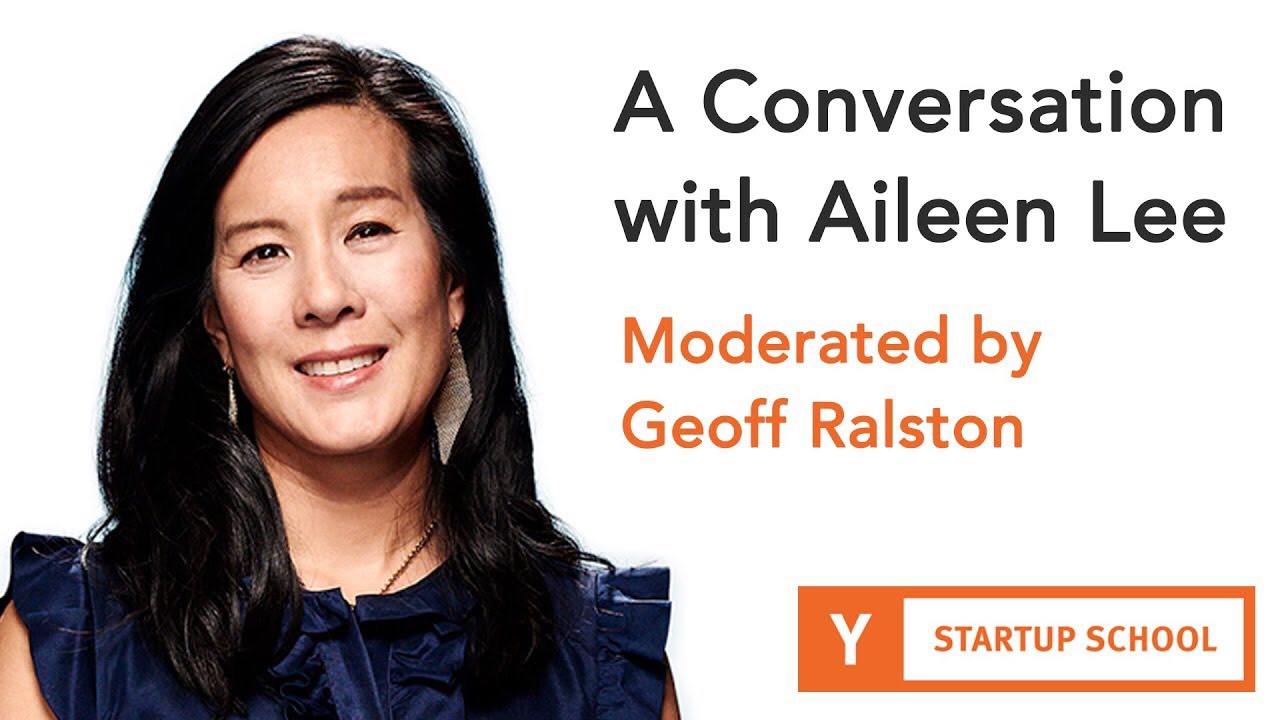 A Conversation
with Aileen Lee
Moderated by
Geoff Ralston
Y STARTUP SCHOOL